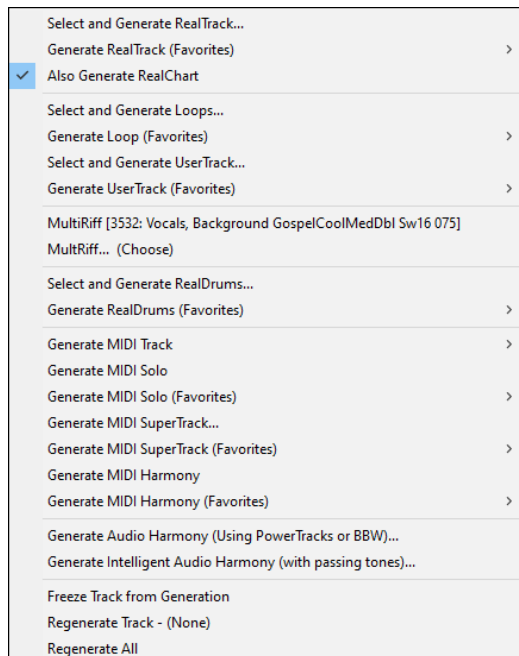 Select and Generate RealTrack...
Generate RealTrack (Favorites)
Also Generate RealChart
Select and Generate Loops...
Generate Loop (Favorites)
Select and Generate UserTrack...
Generate UserTrack (Favorites)
MultiRiff [3532: Vocals, Background GospelCoolMedDbl Sw16 075]
MultRiff... (Choose)
Select and Generate RealDrums...
Generate RealDrums (Favorites)
Generate MIDI Track
Generate MIDI Solo
Generate MIDI Solo (Favorites)
Generate MIDI SuperTrack...
Generate MIDI SuperTrack (Favorites)
Generate MIDI Harmony
Generate MIDI Harmony (Favorites)
Generate Audio Harmony (Using PowerTracks or BBW)...
Generate Intelligent Audio Harmony (with passing tones)...
Freeze Track from Generation
Regenerate Track - (None)
Regenerate All